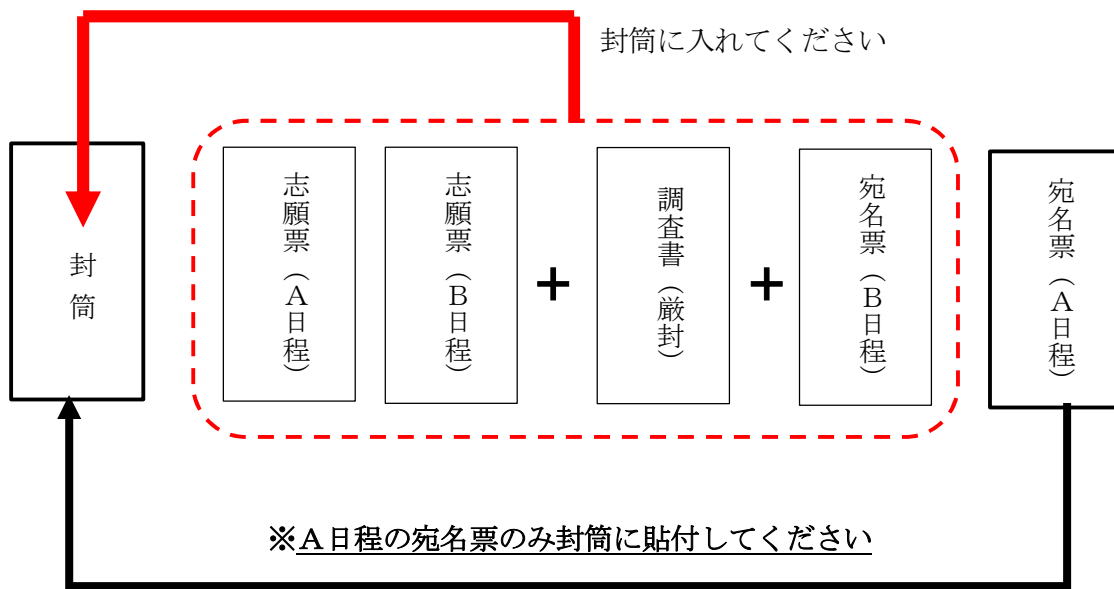 封筒に入れてください
封筒
志願票（Ａ日程）
志願票（Ｂ日程）
＋
調査書（厳封）
＋
宛名票（Ｂ日程）
宛名票（Ａ日程）
※Ａ日程の宛名票のみ封筒に貼付してください